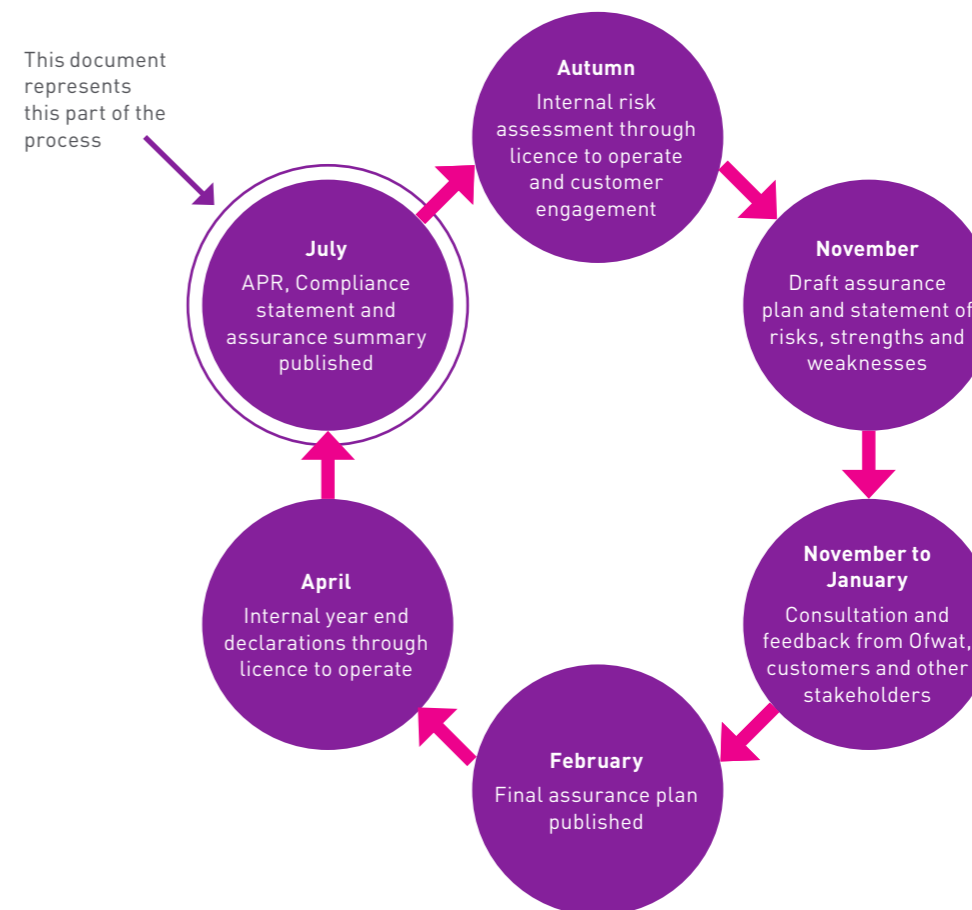 This document
represents
this part of the
process
Autumn
Internal risk
assessment through
licence to operate
and customer
engagement
November
Draft assurance
plan and statement of
risks, strengths and
weaknesses
November to
January
Consultation and
feedback from Ofwat,
customers and other
stakeholders
February
Final assurance plan
published
April
Internal year end
declarations through
licence to operate
July
APR, Compliance
statement and
assurance summary
published